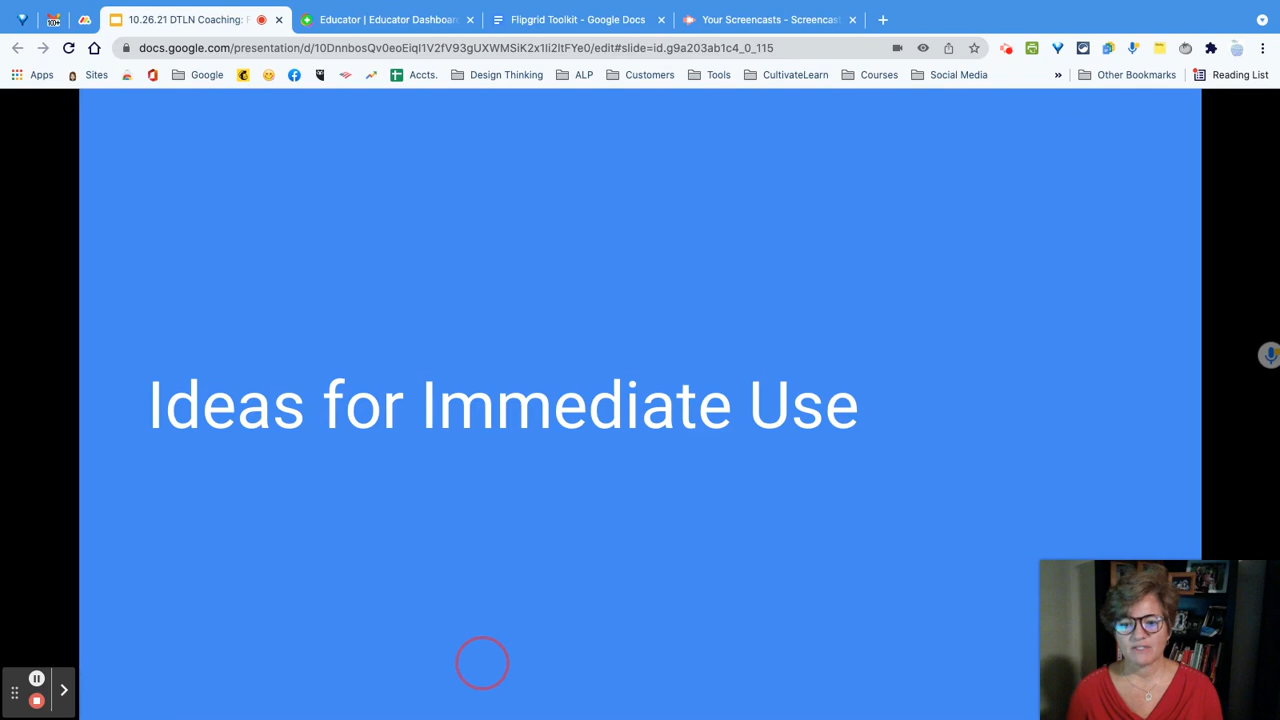 10.26.21 DTLN Coaching: F
Educator | Educator Dashboard
Flipgrid Toolkit - Google Docs
Your Screencasts - Screencast
docs.google.com/presentation/d/10DnnbosQv0eoEiqI1V2fV93gUXWMSiK2x1Ii2ItFYe0/edit#slide=id.g9a203ab1c4_0_115
Apps
Sites
Google
Accts.
Design Thinking
ALP
Customers
Tools
CultivateLearn
Courses
Social Media
»
Other Bookmarks
Reading List
Ideas for Immediate Use